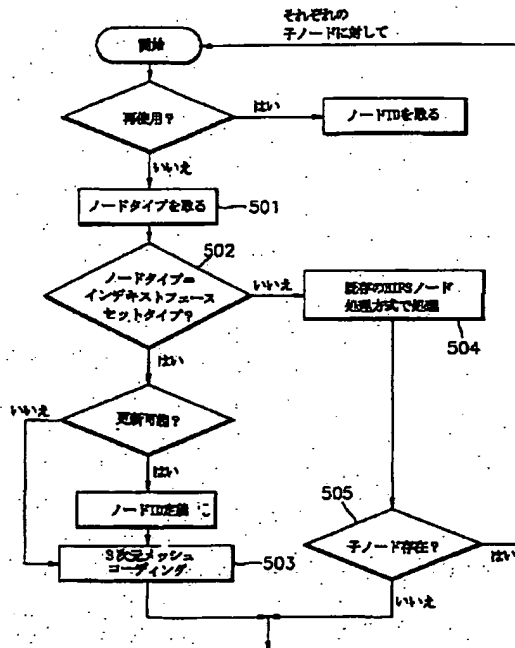 それぞれの
子ノードに対して
開始
再使用?
はい
ノードIDを取る
いいえ
ノードタイプを取る
501
502
ノードタイプ=
インデキストフェース
セットタイプ?
いいえ
既存のBIFSノード
処理方式で処理
504
はい
いいえ
更新可能?
はい
ノードID定義
505
子ノード存在?
はい
3次元メッシュ
コーディング
503
いいえ